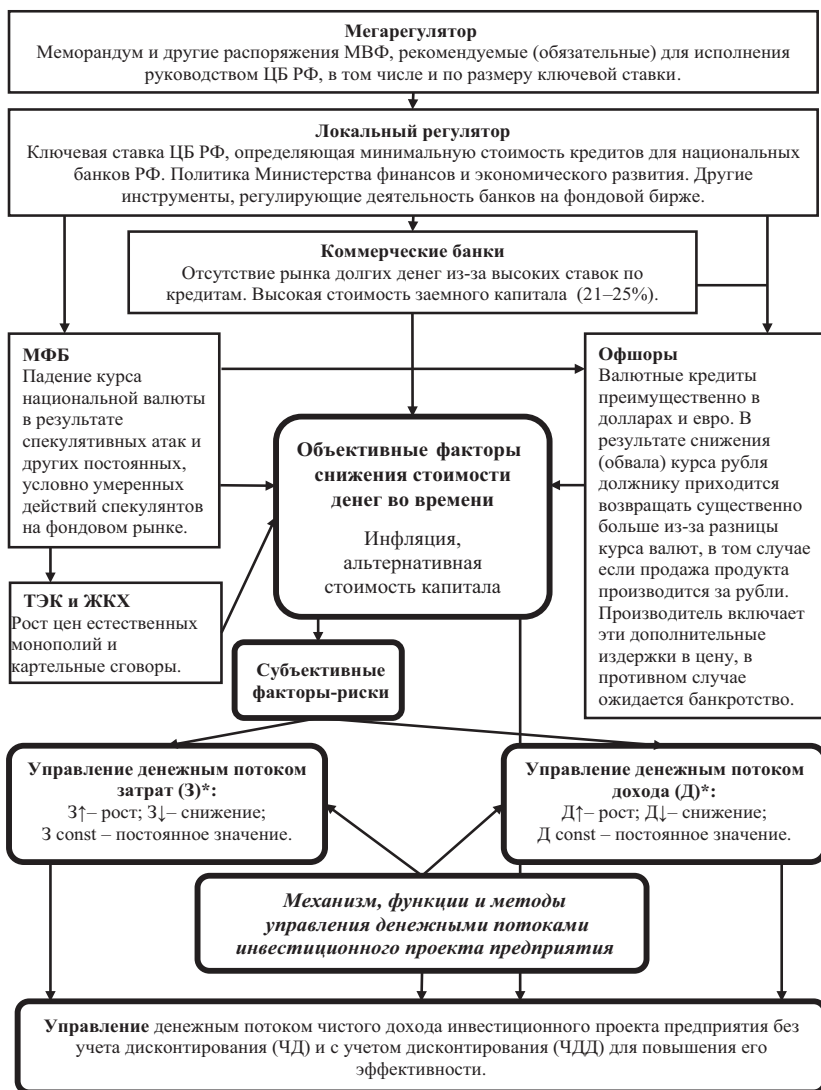 Мегарегулятор
Меморандум и другие распоряжения МВФ, рекомендуемые (обязательные) для исполнения
руководством ЦБ РФ, в том числе и по размеру ключевой ставки.
Локальный регулятор
Ключевая ставка ЦБ РФ, определяющая минимальную стоимость кредитов для национальных
банков РФ. Политика Министерства финансов и экономического развития. Другие
инструменты, регулирующие деятельность банков на фондовой бирже.
Коммерческие банки
Отсутствие рынка долгих денег из-за высоких ставок по
кредитам. Высокая стоимость заемного капитала (21–25%).
МФБ
Падение курса
национальной валюты
в результате
спекулятивных атак и
других постоянных,
условно умеренных
действий спекулянтов
на фондовом рынке.
Объективные факторы
снижения стоимости
денег во времени
Инфляция,
альтернативная
стоимость капитала
Офшоры
Валютные кредиты
преимущественно в
долларах и евро. В
результате снижения
(обвала) курса рубля
должнику приходится
возвращать существенно
больше из-за разницы
курса валют, в том случае
если продажа продукта
производится за рубли.
Производитель включает
эти дополнительные
издержки в цену, в
противном случае
ожидается банкротство.
ТЭК и ЖКХ
Рост цен естественных
монополий и
картельные сговоры.
Субъективные
факторы-риски
Управление денежным потоком
затрат (З)*:
З↑– рост; З↓– снижение;
З const – постоянное значение.
Управление денежным потоком
дохода (Д)*:
Д↑– рост; Д↓– снижение;
Д const – постоянное значение.
Механизм, функции и методы
управления денежными потоками
инвестиционного проекта предприятия
Управление денежным потоком чистого дохода инвестиционного проекта предприятия без
учета дисконтирования (ЧД) и с учетом дисконтирования (ЧДД) для повышения его
эффективности.